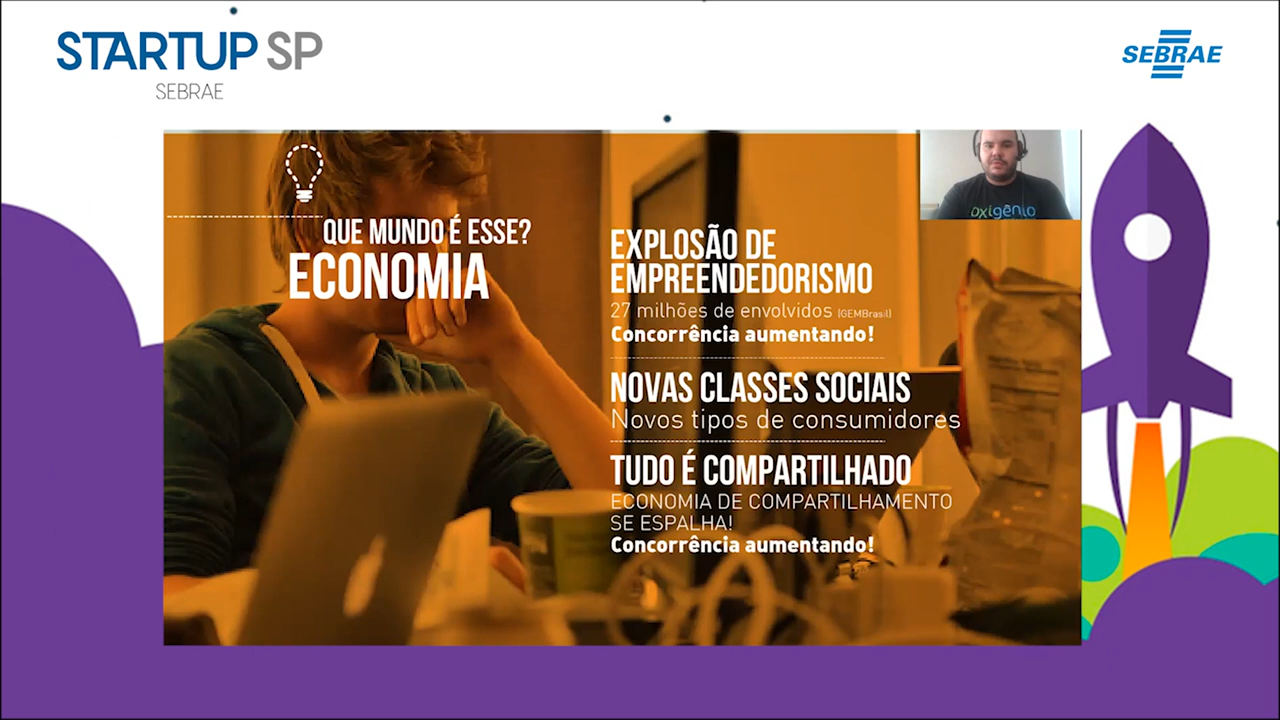 STARTUP SP
SEBRAE
SEBRAE
oxigênio
QUE MUNDO É ESSE?
ECONOMIA
EXPLOSÃO DE
EMPREENDEDORISMO
27 milhões de envolvidos (GEMBrasil)
Concorrência aumentando!
NOVAS CLASSES SOCIAIS
Novos tipos de consumidores
TUDO É COMPARTILHADO
ECONOMIA DE COMPARTILHAMENTO
SE ESPALHA!
Concorrência aumentando!